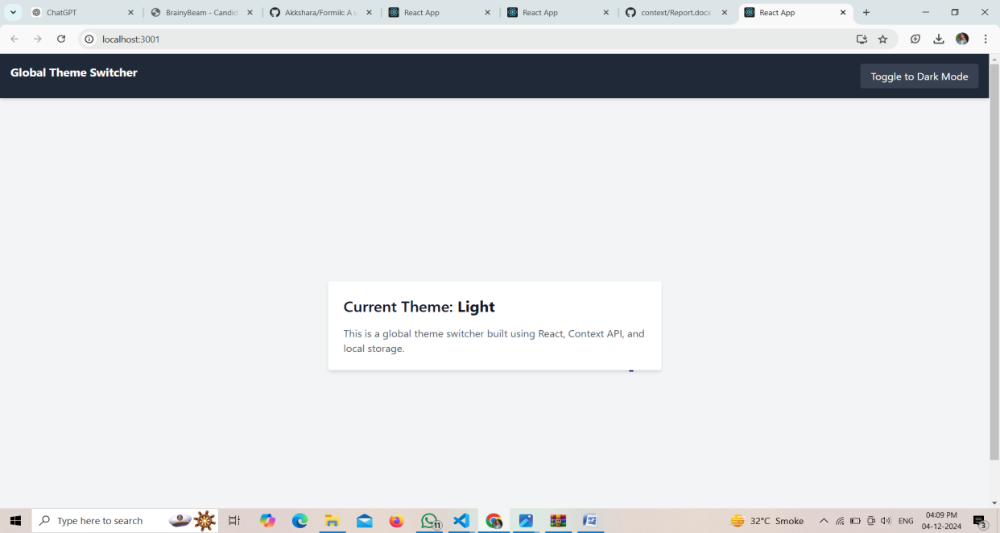 ChatGPT
BrainyBeam - Candid
Akkshara/Formik: A u
React App
React App
context/Report.docx
React App
localhost:3001
Global Theme Switcher
Toggle to Dark Mode
Current Theme: Light
This is a global theme switcher built using React, Context API, and
local storage.
Type here to search
11
32°C Smoke
ENG
04:09 PM
04-12-2024
3